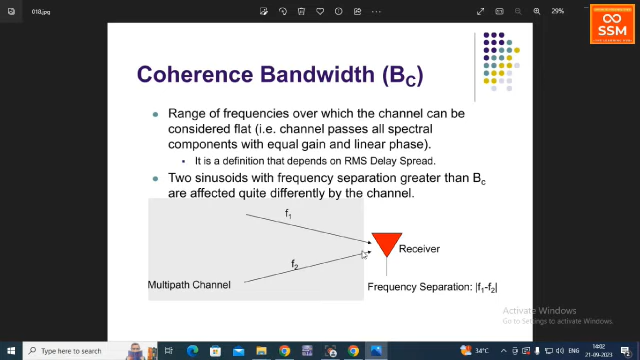 018.jpg
29%
SSM
Coherence Bandwidth (BC)
Range of frequencies over which the channel can be
considered flat (i.e. channel passes all spectral
components with equal gain and linear phase).
It is a definition that depends on RMS Delay Spread.
Two sinusoids with frequency separation greater than Bc
are affected quite differently by the channel.
f1
Receiver
f2
Multipath Channel
Frequency Separation: |f1-f2|
Activate Windows
Go to Settings to activate Windows.
Type here to search
34°C
ENG
14:02
21-09-2023